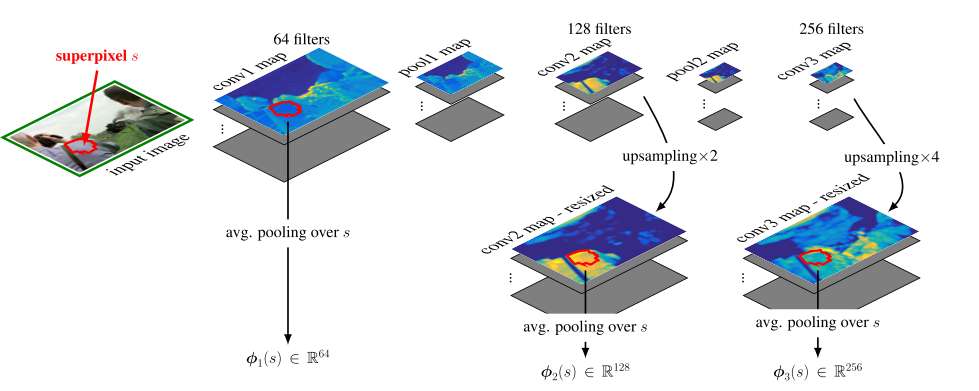 64 filters
128 filters
256 filters
superpixel s
conv1 map
pool1 map
conv2 map
pool2 map
conv3 map
input image
⋮
⋮
⋮
⋮
⋮
upsampling×2
upsampling×4
conv2 map - resized
conv3 map - resized
avg. pooling over s
⋮
⋮
avg. pooling over s
avg. pooling over s
ϕ₁(s) ∈ ℝ⁶⁴
ϕ₂(s) ∈ ℝ¹²⁸
ϕ₃(s) ∈ ℝ²⁵⁶